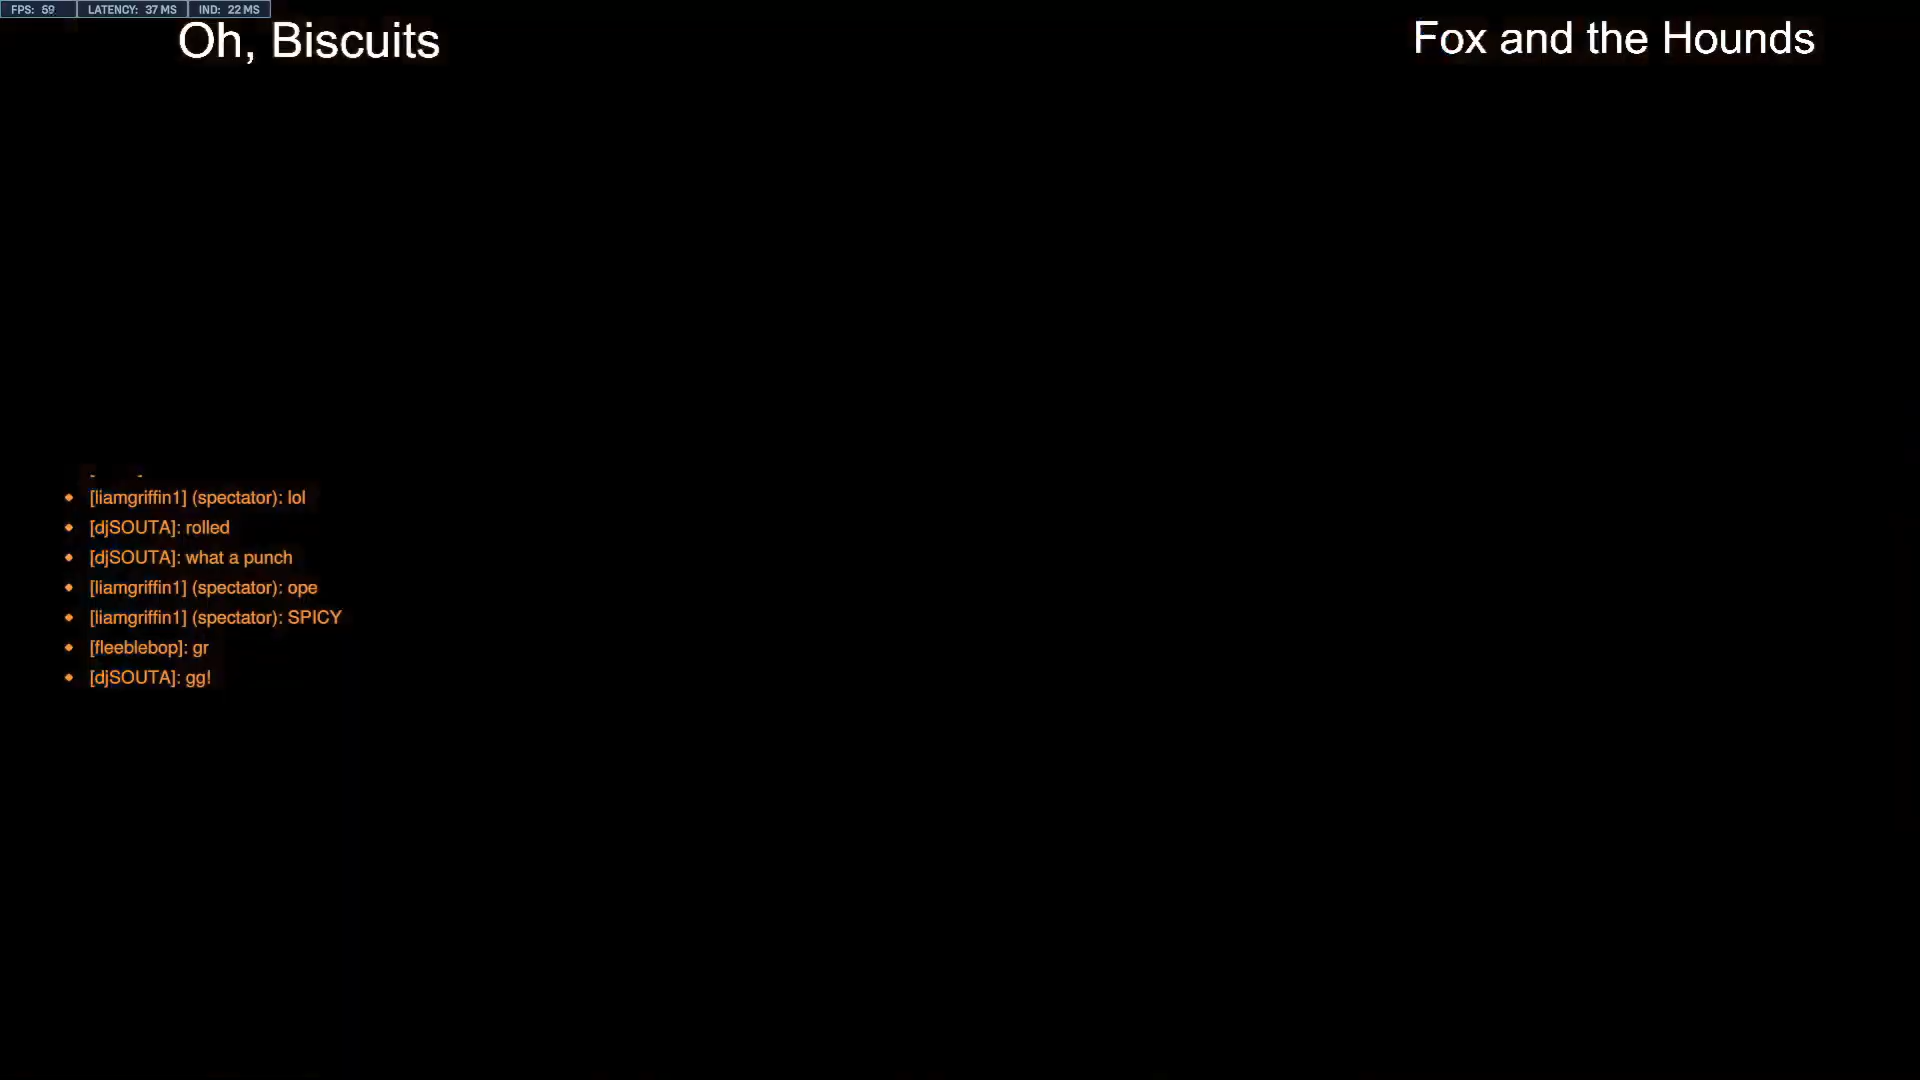 FPS: 59 LATENCY: 37 MS IND: 22 MS
Oh, Biscuits
Fox and the Hounds
[liamgriffin1] (spectator): lol
[djSOUTA]: rolled
[djSOUTA]: what a punch
[liamgriffin1] (spectator): ope
[liamgriffin1] (spectator): SPICY
[fleeblebop]: gr
[djSOUTA]: gg!